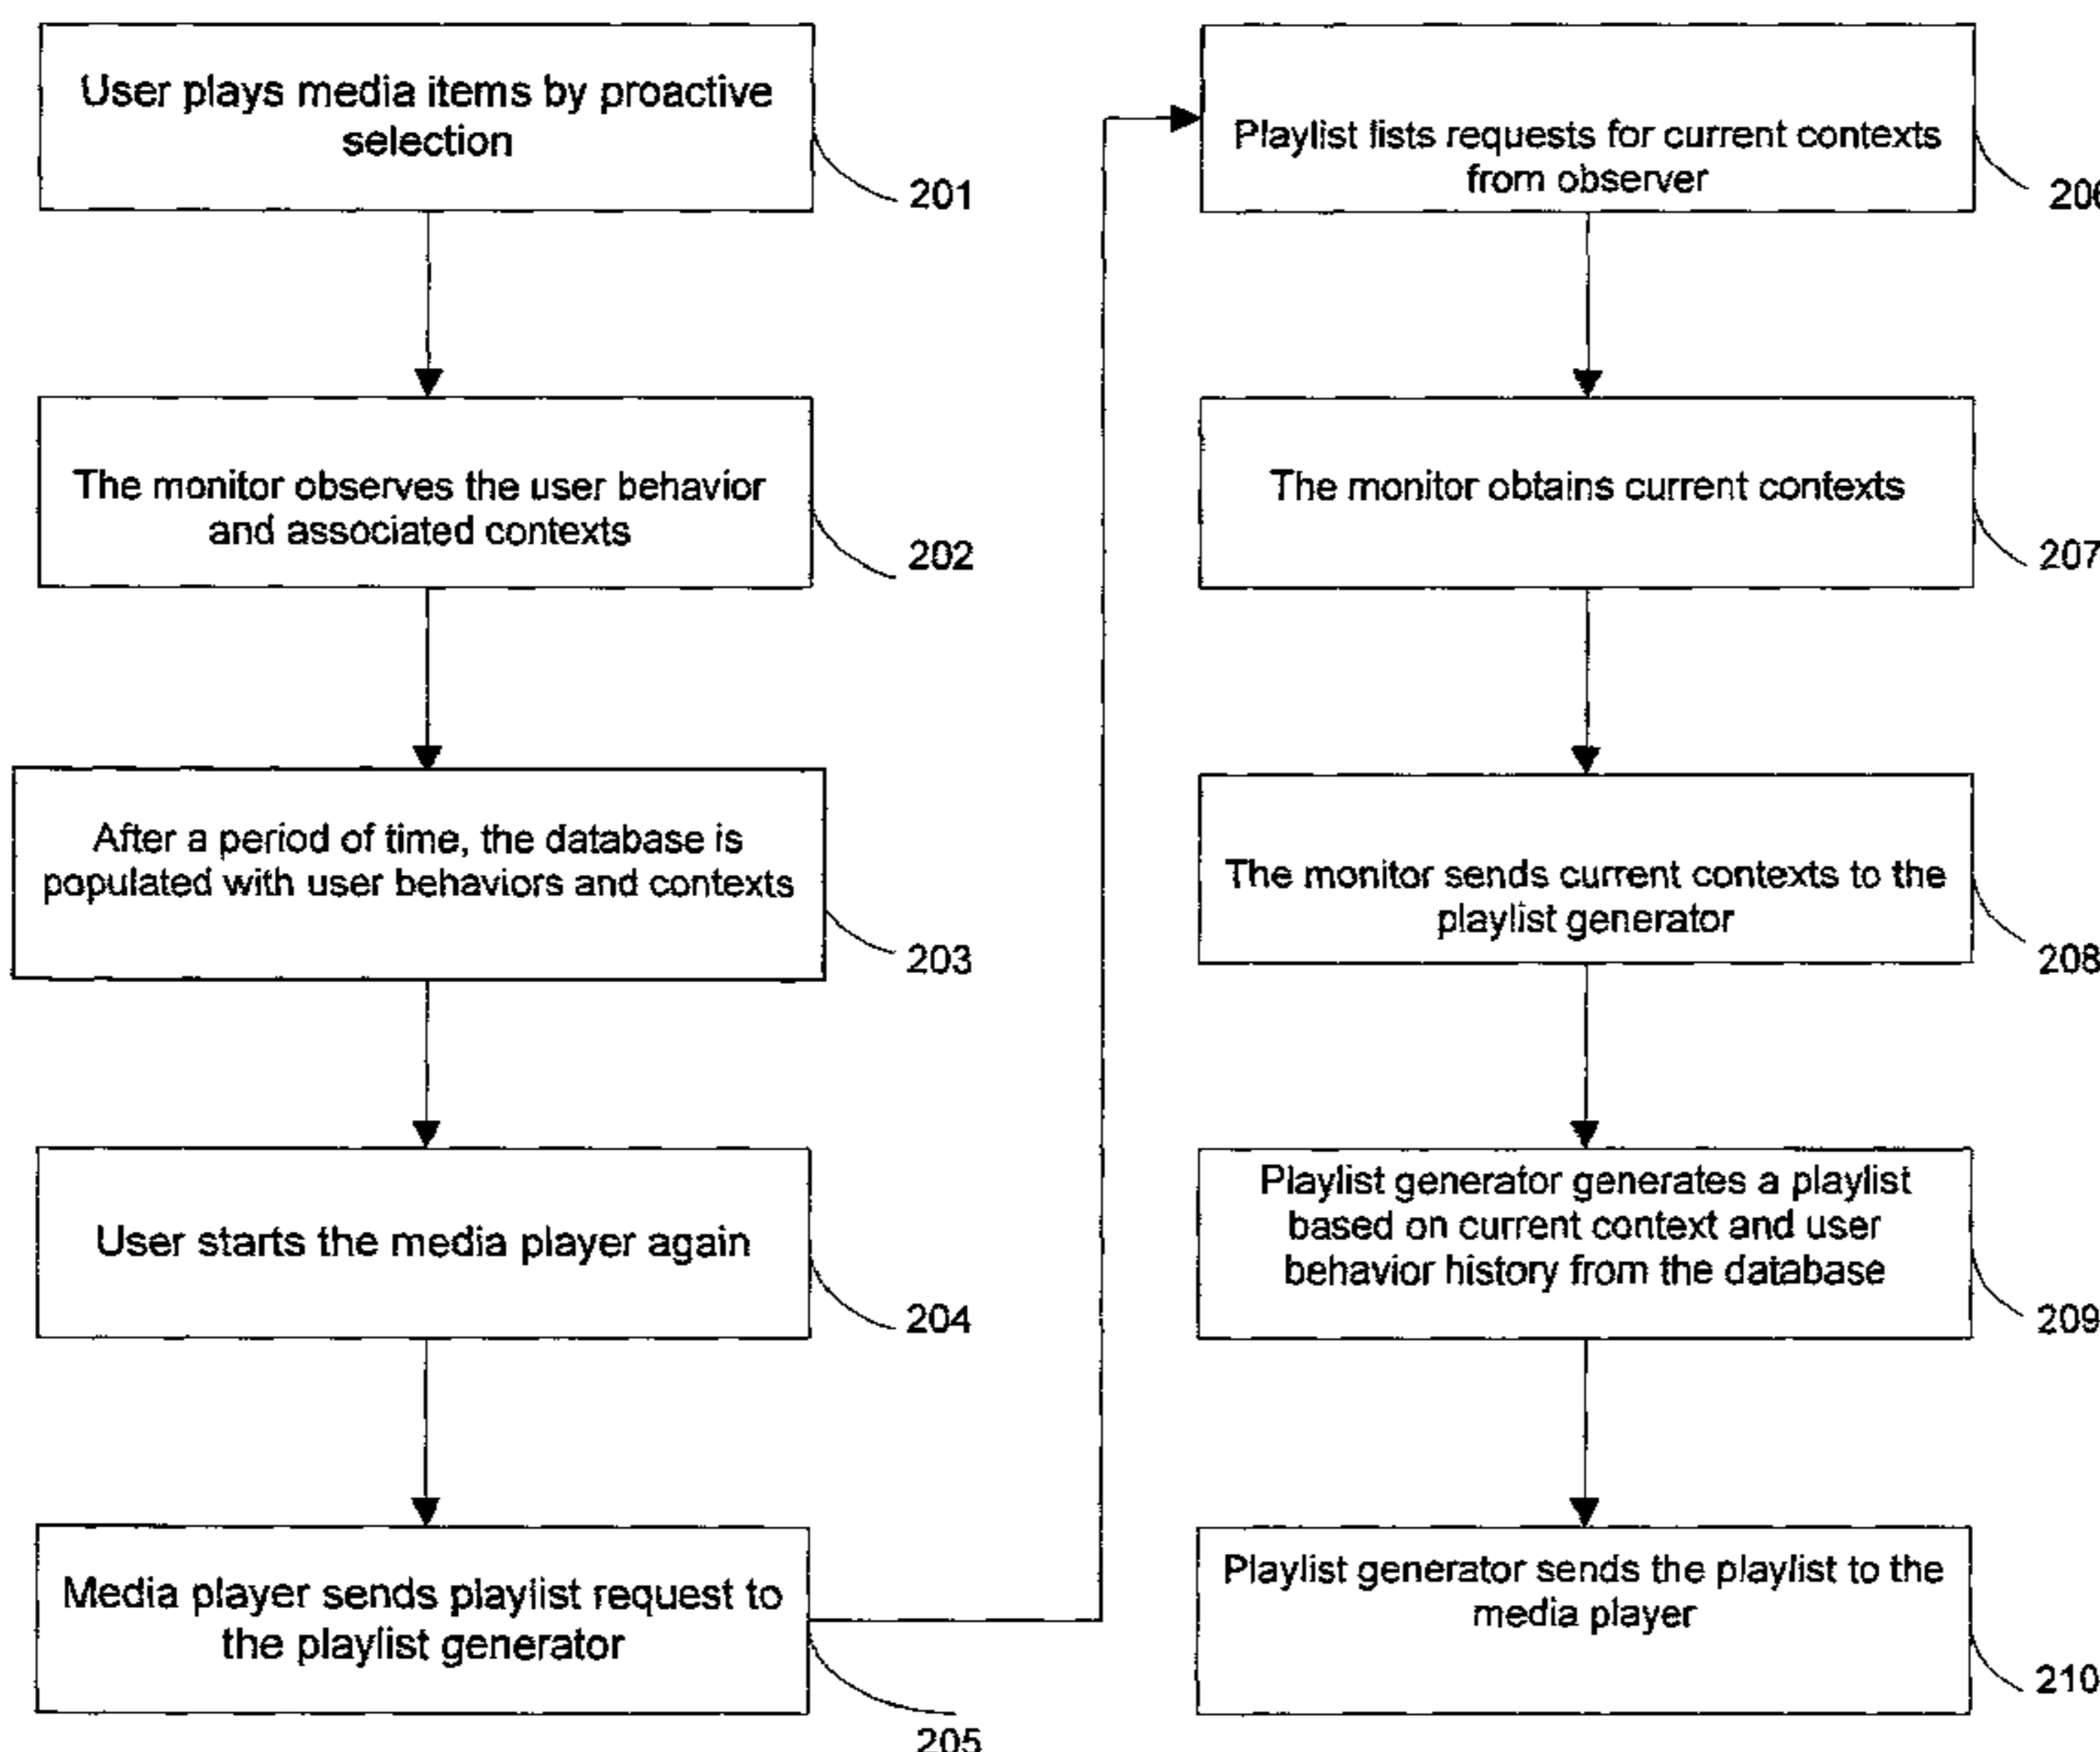 User plays media items by proactive
selection
201
The monitor observes the user behavior
and associated contexts
202
After a period of time, the database is
populated with user behaviors and contexts
203
User starts the media player again
204
Media player sends playlist request to
the playlist generator
205
Playlist lists requests for current contexts
from observer
206
The monitor obtains current contexts
207
The monitor sends current contexts to the
playlist generator
208
Playlist generator generates a playlist
based on current context and user
behavior history from the database
209
Playlist generator sends the playlist to the
media player
210